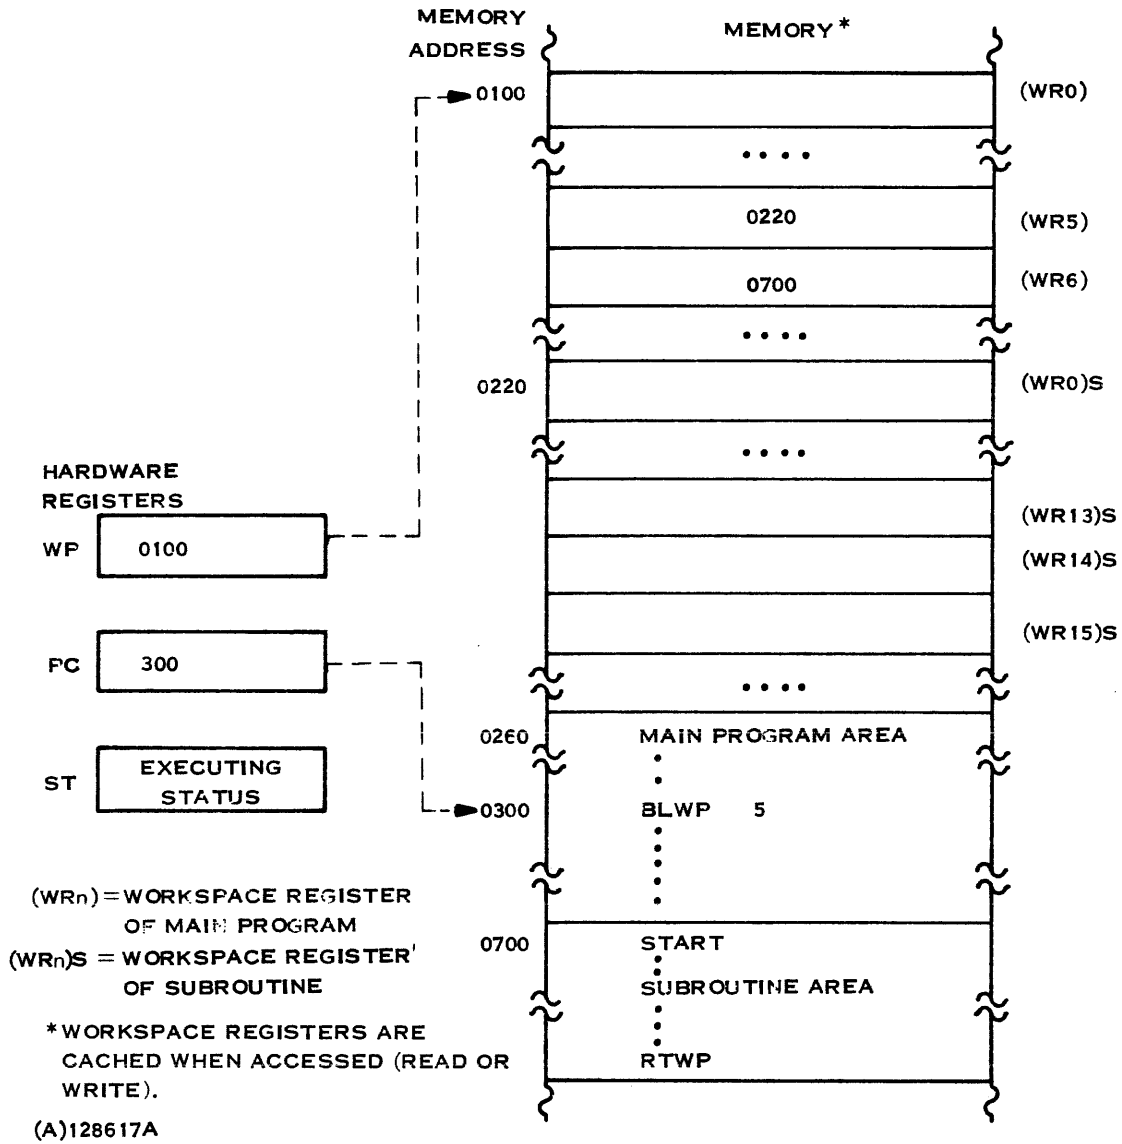 MEMORY
ADDRESS
MEMORY*
0100
(WR0)
....
0220
(WR5)
0700
(WR6)
....
0220
(WR0)S
....
HARDWARE
REGISTERS
(WR13)S
WP 0100
(WR14)S
(WR15)S
PC 300
....
0260
MAIN PROGRAM AREA
ST
EXECUTING
STATUS
0300
BLWP 5
(WRn) = WORKSPACE REGISTER
OF MAIN PROGRAM
(WRn)S = WORKSPACE REGISTER
OF SUBROUTINE
0700
START
SUBROUTINE AREA
RTWP
*WORKSPACE REGISTERS ARE
CACHED WHEN ACCESSED (READ OR
WRITE).
(A)128617A